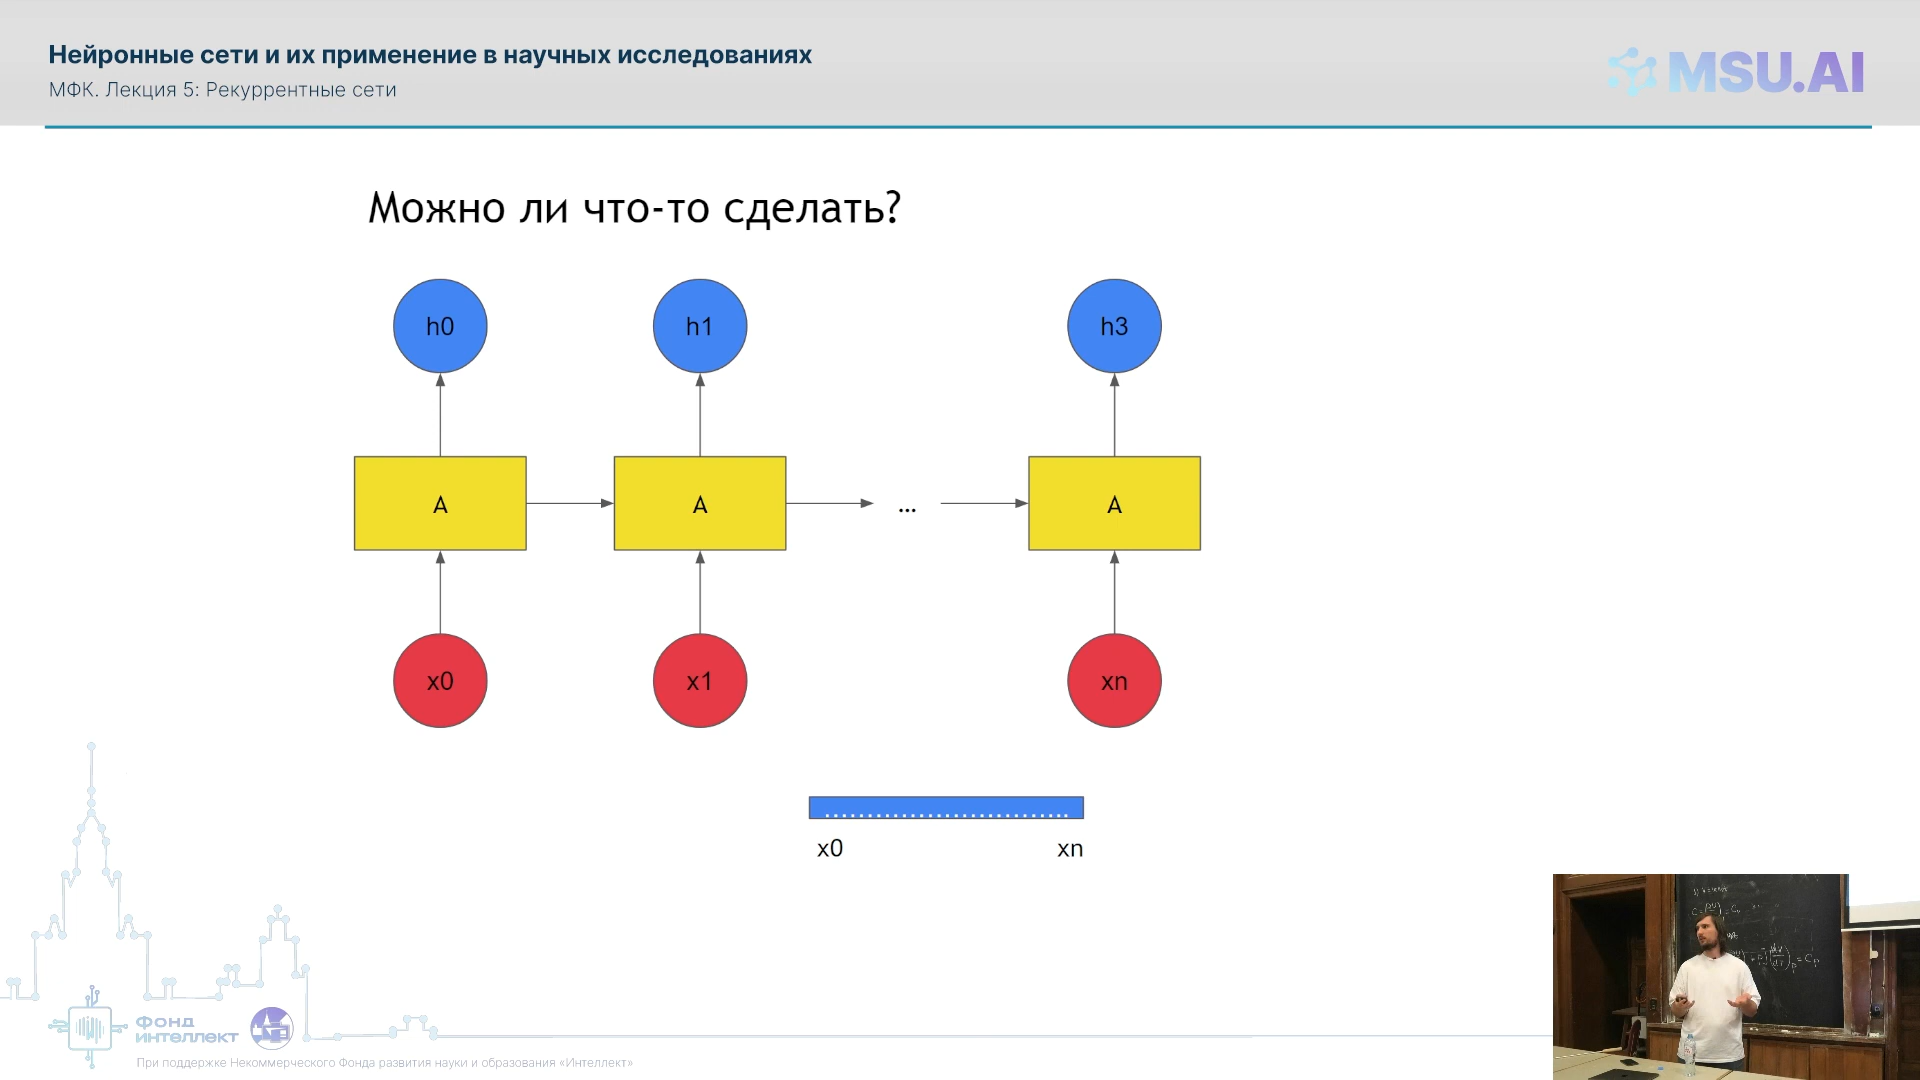 Нейронные сети и их применение в научных исследованиях
МФК. Лекция 5: Рекуррентные сети
MSU.AI
Можно ли что-то сделать?
h0 h1 h3
A A ... A
x0 x1 xn
x0 xn
Фонд
интеллект
При поддержке Некоммерческого Фонда развития науки и образования «Интеллект»